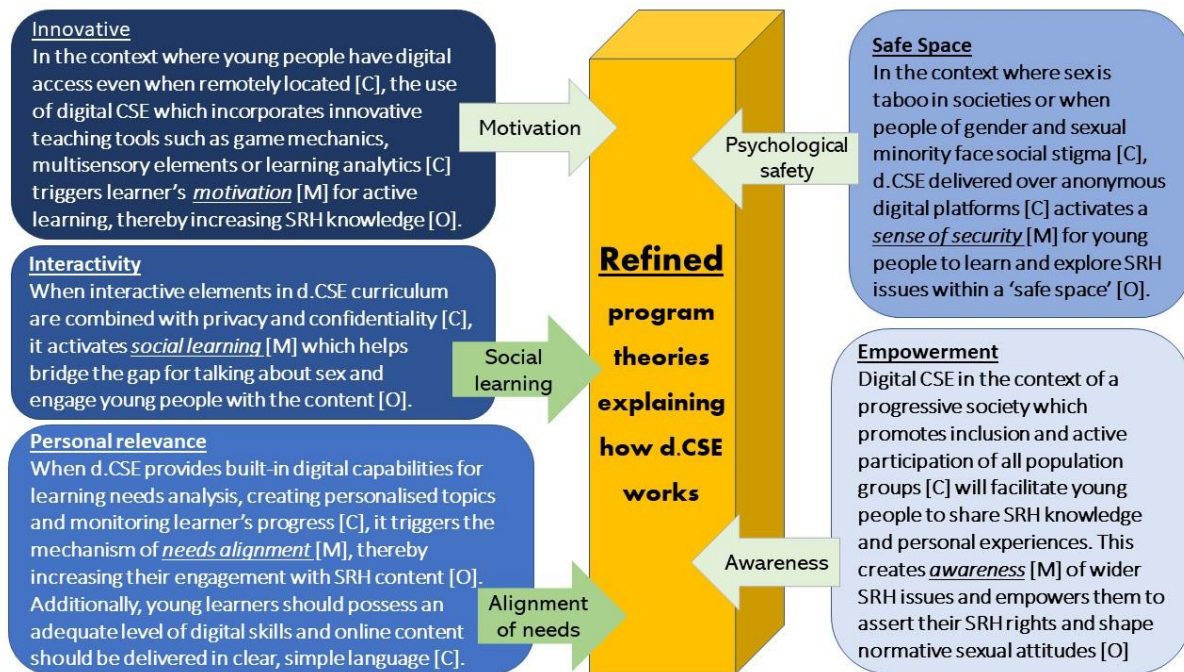 Innovative
In the context where young people have digital
access even when remotely located [C], the use
of digital CSE which incorporates innovative
teaching tools such as game mechanics,
multisensory elements or learning analytics [C]
triggers learner's motivation [M] for active
learning, thereby increasing SRH knowledge [O].
Motivation
Interactivity
When interactive elements in d.CSE curriculum
are combined with privacy and confidentiality [C],
it activates social learning [M] which helps
bridge the gap for talking about sex and
engage young people with the content [O].
Social
learning
Personal relevance
When d.CSE provides built-in digital capabilities for
learning needs analysis, creating personalised topics
and monitoring learner's progress [C], it triggers the
mechanism of needs alignment [M], thereby
increasing their engagement with SRH content [O].
Additionally, young learners should possess an
adequate level of digital skills and online content
should be delivered in clear, simple language [C].
Alignment
of needs
Refined
program
theories
explaining
how d.CSE
works
Psychological
safety
Safe Space
In the context where sex is
taboo in societies or when
people of gender and sexual
minority face social stigma [C],
d.CSE delivered over anonymous
digital platforms [C] activates a
sense of security [M] for young
people to learn and explore SRH
issues within a 'safe space' [O].
Awareness
Empowerment
Digital CSE in the context of a
progressive society which
promotes inclusion and active
participation of all population
groups [C] will facilitate young
people to share SRH knowledge
and personal experiences. This
creates awareness [M] of wider
SRH issues and empowers them to
assert their SRH rights and shape
normative sexual attitudes [O]